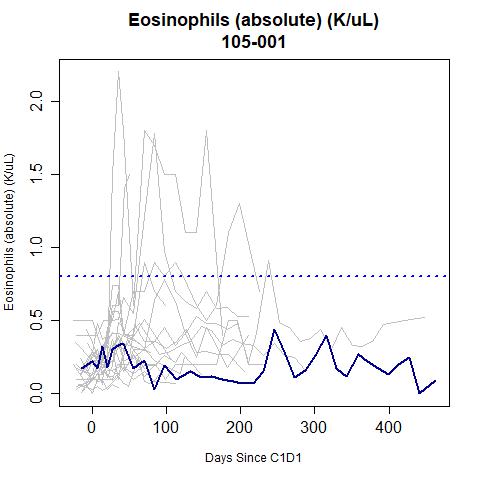 Eosinophils (absolute) (K/uL)
105-001
Eosinophils (absolute) (K/uL)
2.0
1.5
1.0
0.5
0.0
0 100 200 300 400
Days Since C1D1